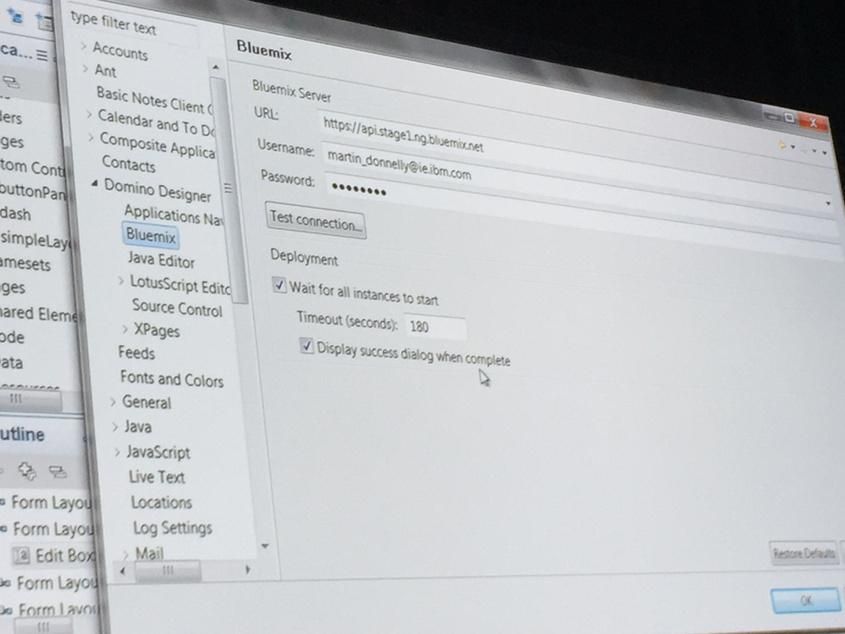 type filter text
Accounts
Ant
Basic Notes Client
Calendar and To Do
Composite Applica
Contacts
Domino Designer
Applications Nav
Bluemix
Java Editor
LotusScript Edito
Source Control
XPages
Feeds
Fonts and Colors
General
Java
JavaScript
Live Text
Locations
Log Settings
Mail
Bluemix
Bluemix Server
URL: https://api.stage1.ng.bluemix.net
Username: martin_donnelly@ie.ibm.com
Password: ••••••••
Test connection...
Deployment
Wait for all instances to start
Timeout (seconds): 180
Display success dialog when complete
Restore Defaults
OK
ca...
ders
ges
tom Cont
buttonPan
dash
simpleLay
amesets
ges
nared Eleme
ode
ata
utline
Form Layou
Form Layou
Edit Box
Form Layou
Form Layou